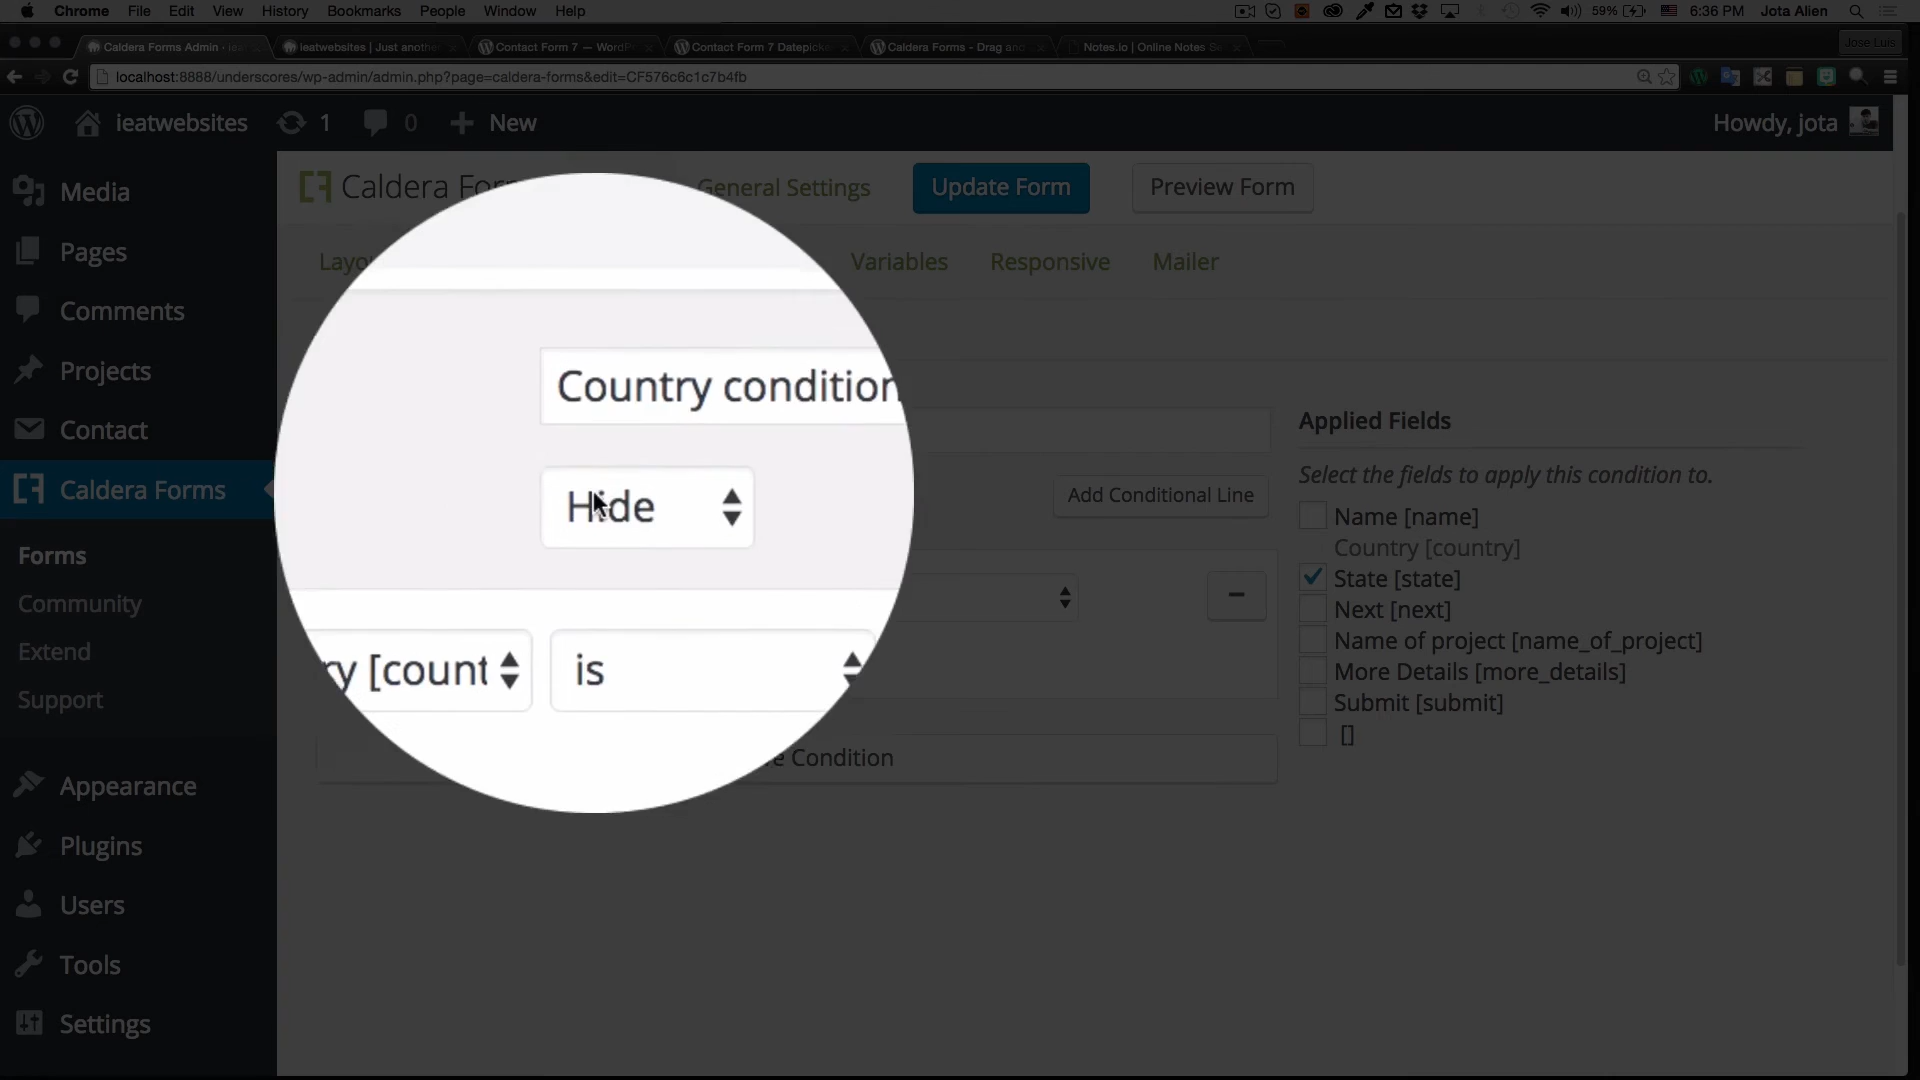 Chrome File Edit View History Bookmarks People Window Help 59% 6:36 PM Jota Alien
Caldera Forms Admin · iea ieatwebsites | Just anothe Contact Form 7 — WordP Contact Form 7 Datepicke Caldera Forms - Drag and Notes.io | Online Notes Se Jose Luis
localhost:8888/underscores/wp-admin/admin.php?page=caldera-forms&edit=CF576c6c1c7b4fb
ieatwebsites 1 0 New Howdy, jota
Caldera For General Settings Update Form Preview Form
Layou Variables Responsive Mailer
Media
Pages
Comments
Projects
Contact
Caldera Forms
Forms
Community
Extend
Support
Appearance
Plugins
Users
Tools
Settings
Country condition
Hide
Add Conditional Line
ry [count is
−
e Condition
Applied Fields
Select the fields to apply this condition to.
Name [name]
Country [country]
State [state]
Next [next]
Name of project [name_of_project]
More Details [more_details]
Submit [submit]
[]